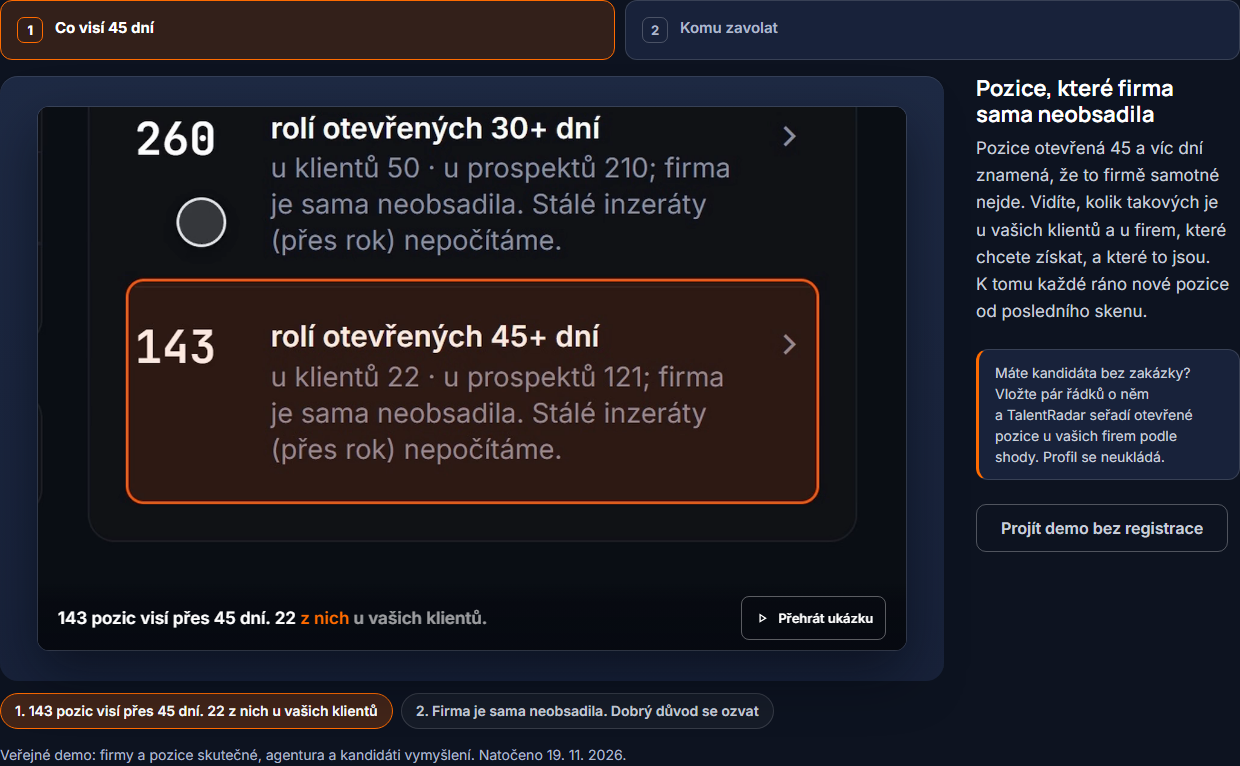 1 Co visí 45 dní
2 Komu zavolat
260 rolí otevřených 30+ dní
u klientů 50 · u prospektů 210; firma
je sama neobsadila. Stálé inzeráty
(přes rok) nepočítáme.
143 rolí otevřených 45+ dní
u klientů 22 · u prospektů 121; firma
je sama neobsadila. Stálé inzeráty
(přes rok) nepočítáme.
143 pozic visí přes 45 dní. 22 z nich u vašich klientů.
Přehrát ukázku
1. 143 pozic visí přes 45 dní. 22 z nich u vašich klientů
2. Firma je sama neobsadila. Dobrý důvod se ozvat
Veřejné demo: firmy a pozice skutečné, agentura a kandidáti vymyšlení. Natočeno 19. 11. 2026.
Pozice, které firma
sama neobsadila
Pozice otevřená 45 a víc dní
znamená, že to firmě samotné
nejde. Vidíte, kolik takových je
u vašich klientů a u firem, které
chcete získat, a které to jsou.
K tomu každé ráno nové pozice
od posledního skenu.
Máte kandidáta bez zakázky?
Vložte pár řádků o něm
a TalentRadar seřadí otevřené
pozice u vašich firem podle
shody. Profil se neukládá.
Projít demo bez registrace